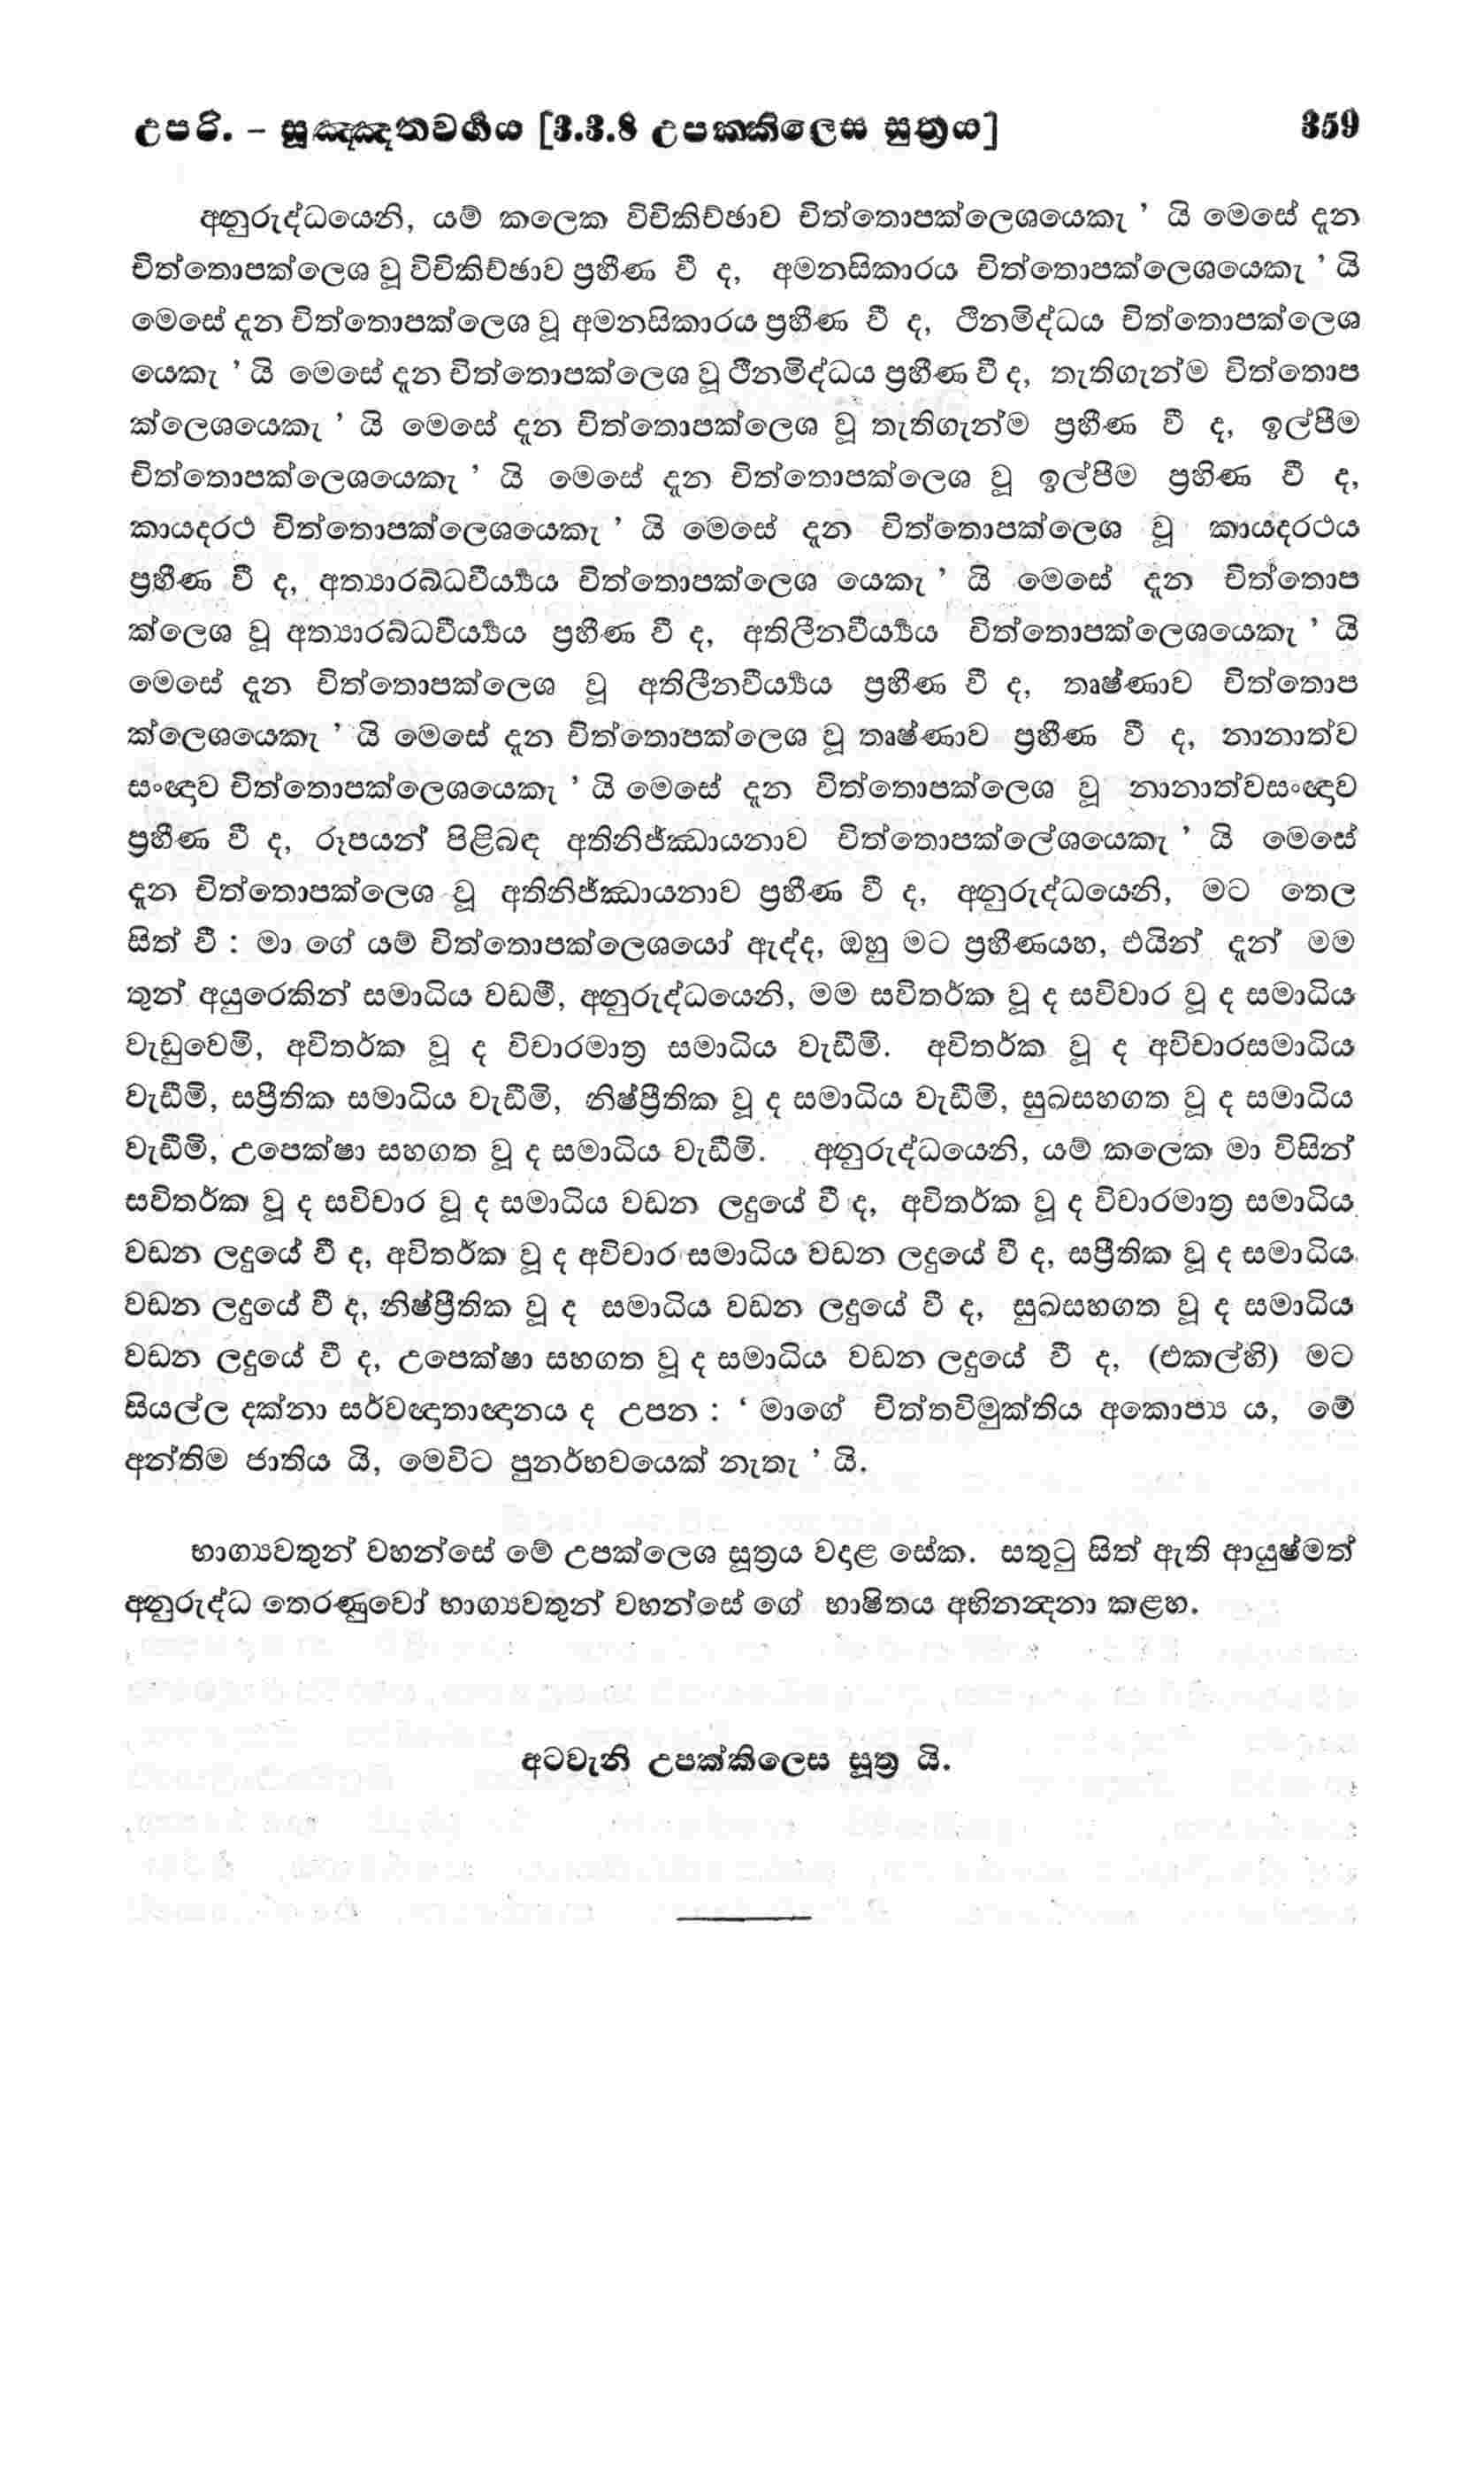 උපරි. – සුඤ්ඤතවර්‍ගය [3.3.8 උපක්කිලෙස සුත්‍රය] 359
අනුරුද්ධයෙනි, යම් කලෙක විචිකිච්ඡාව චිත්තොපක්ලෙශයෙකැ ’ යි මෙසේ දැන
චිත්තොපක්ලෙශ වූ විචිකිච්ඡාව ප්‍රහීණ වී ද, අමනසිකාරය චිත්තොපක්ලෙශයෙකැ ’ යි
මෙසේ දැන චිත්තොපක්ලෙශ වූ අමනසිකාරය ප්‍රහීණ වී ද, ථීනමිද්ධය චිත්තොපක්ලෙශ
යෙකැ ’ යි මෙසේ දැන චිත්තොපක්ලෙශ වූ ථීනමිද්ධය ප්‍රහීණ වී ද, තැතිගැන්ම චිත්තොප
ක්ලෙශයෙකැ ’ යි මෙසේ දැන චිත්තොපක්ලෙශ වූ තැතිගැන්ම ප්‍රහීණ වී ද, ඉල්පීම
චිත්තොපක්ලෙශයෙකැ ’ යි මෙසේ දැන චිත්තොපක්ලෙශ වූ ඉල්පීම ප්‍රහිණ වී ද,
කායදරථ චිත්තොපක්ලෙශයෙකැ ’ යි මෙසේ දැන චිත්තොපක්ලෙශ වූ කායදරථය
ප්‍රහීණ වී ද, අත්‍යාරබ්ධවීර්‍ය්‍යය චිත්තොපක්ලෙශ යෙකැ ’ යි මෙසේ දැන චිත්තොප
ක්ලෙශ වූ අත්‍යාරබ්ධවීර්‍ය්‍යය ප්‍රහීණ වී ද, අතිලීනවීර්‍ය්‍යය චිත්තොපක්ලෙශයෙකැ ’ යි
මෙසේ දැන චිත්තොපක්ලෙශ වූ අතිලීනවීර්‍ය්‍යය ප්‍රහීණ වී ද, තෘෂ්ණාව චිත්තොප
ක්ලෙශයෙකැ ’ යි මෙසේ දැන චිත්තොපක්ලෙශ වූ තෘෂ්ණාව ප්‍රහීණ වී ද, නානාත්ව
සංඥාව චිත්තොපක්ලෙශයෙකැ ’ යි මෙසේ දැන චිත්තොපක්ලෙශ වූ නානාත්වසංඥාව
ප්‍රහීණ වී ද, රූපයන් පිළිබඳ අතිනිජ්ඣායනාව චිත්තොපක්ලේශයෙකැ ’ යි මෙසේ
දැන චිත්තොපක්ලෙශ වූ අතිනිජ්ඣායනාව ප්‍රහීණ වී ද, අනුරුද්ධයෙනි, මට තෙල
සිත් වී : මා ගේ යම් චිත්තොපක්ලෙශයෝ ඇද්ද, ඔහු මට ප්‍රහීණයහ, එයින් දැන් මම
තුන් අයුරෙකින් සමාධිය වඩමී, අනුරුද්ධයෙනි, මම සවිතර්ක වූ ද සවිචාර වූ ද සමාධිය
වැඩුවෙමි, අවිතර්ක වූ ද විචාරමාත්‍ර සමාධිය වැඩීමි. අවිතර්ක වූ ද අවිචාරසමාධිය
වැඩීමි, සප්‍රීතික සමාධිය වැඩීමි, නිෂ්ප්‍රීතික වූ ද සමාධිය වැඩීමි, සුඛසහගත වූ ද සමාධිය
වැඩීමි, උපෙක්ෂා සහගත වූ ද සමාධිය වැඩීමි. අනුරුද්ධයෙනි, යම් කලෙක මා විසින්
සවිතර්ක වූ ද සවිචාර වූ ද සමාධිය වඩන ලදුයේ වී ද, අවිතර්ක වූ ද විචාරමාත්‍ර සමාධිය
වඩන ලදුයේ වී ද, අවිතර්ක වූ ද අවිචාර සමාධිය වඩන ලදුයේ වී ද, සප්‍රීතික වූ ද සමාධිය
වඩන ලදුයේ වී ද, නිෂ්ප්‍රීතික වූ ද සමාධිය වඩන ලදුයේ වී ද, සුඛසහගත වූ ද සමාධිය
වඩන ලදුයේ වී ද, උපෙක්ෂා සහගත වූ ද සමාධිය වඩන ලදුයේ වී ද, (එකල්හි) මට
සියල්ල දක්නා සර්වඥතාඥානය ද උපන : ‘ මාගේ චිත්තවිමුක්තිය අකොප්‍ය ය, මේ
අන්තිම ජාතිය යි, මෙවිට පුනර්භවයෙක් නැතැ ’ යි.
භාග්‍යවතුන් වහන්සේ මේ උපක්ලෙශ සූත්‍රය වදාළ සේක. සතුටු සිත් ඇති ආයුෂ්මත්
අනුරුද්ධ තෙරණුවෝ භාග්‍යවතුන් වහන්සේ ගේ භාෂිතය අභිනන්‍දනා කළහ.
අටවැනි උපක්කිලෙස සූත්‍ර යි.